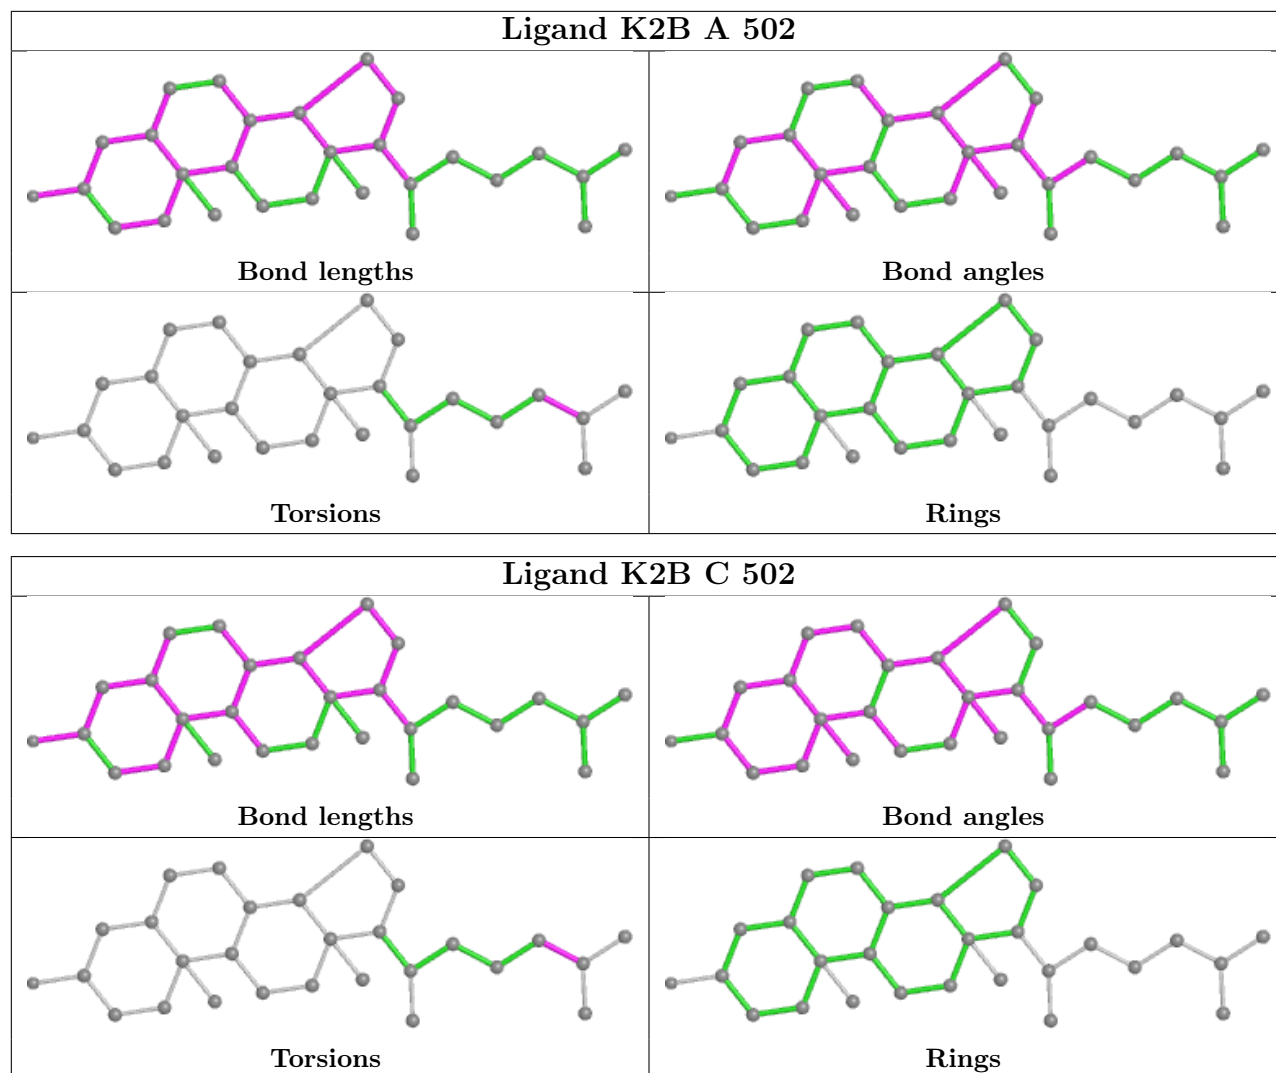 Ligand K2B A 502
Bond lengths
Bond angles
Torsions
Rings
Ligand K2B C 502
Bond lengths
Bond angles
Torsions
Rings